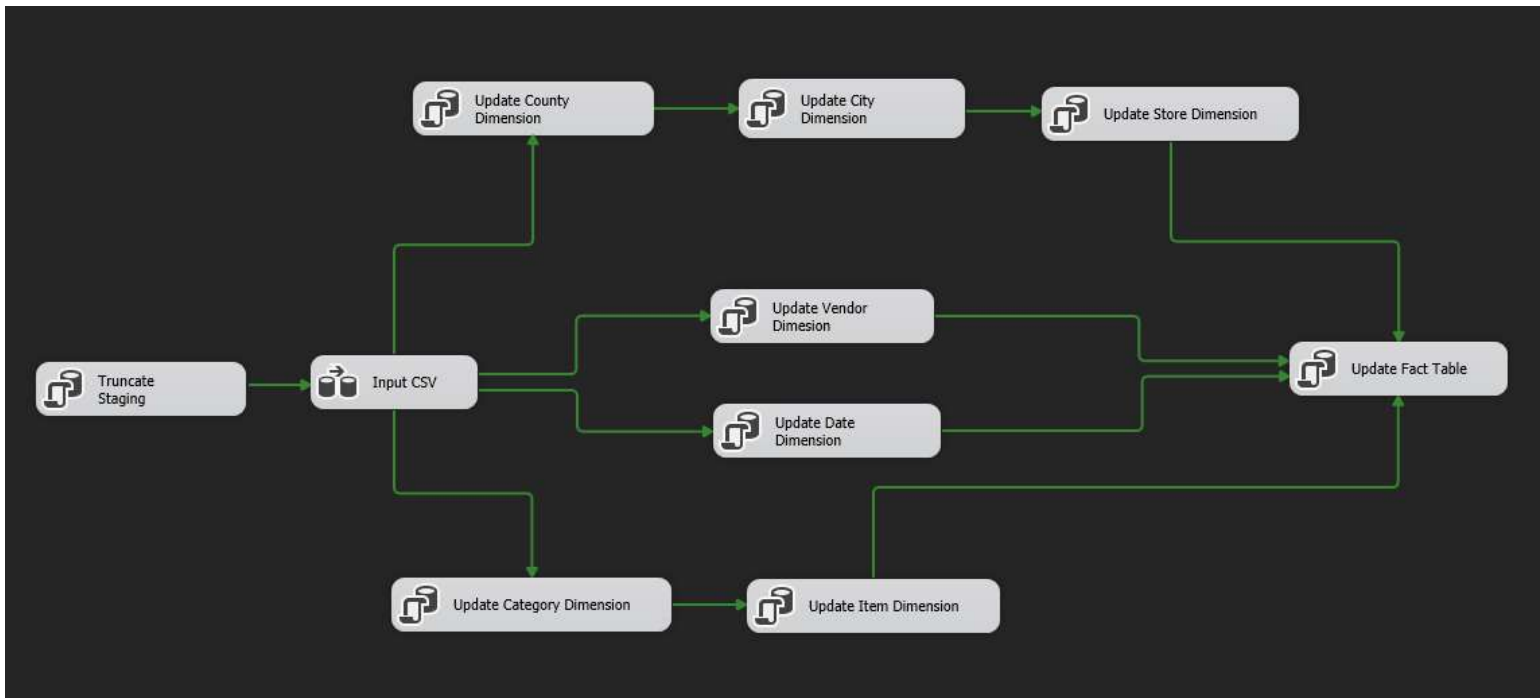 Update County
Dimension
Update City
Dimension
Update Store Dimension
Update Vendor
Dimesion
Truncate
Staging
Input CSV
Update Fact Table
Update Date
Dimension
Update Category Dimension
Update Item Dimension